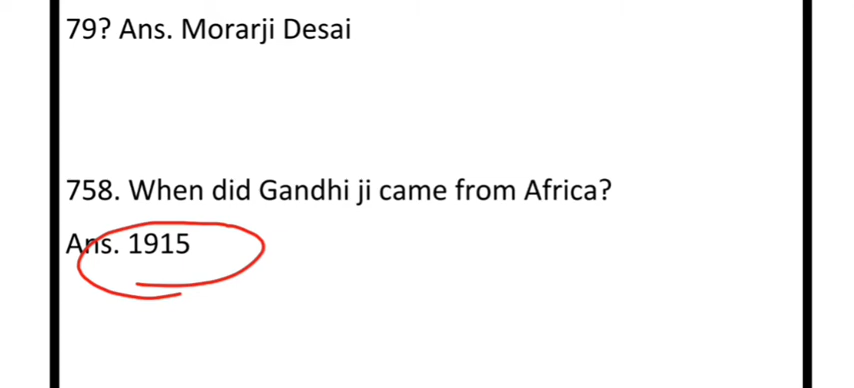 79? Ans. Morarji Desai
758. When did Gandhi ji came from Africa?
Ans. 1915